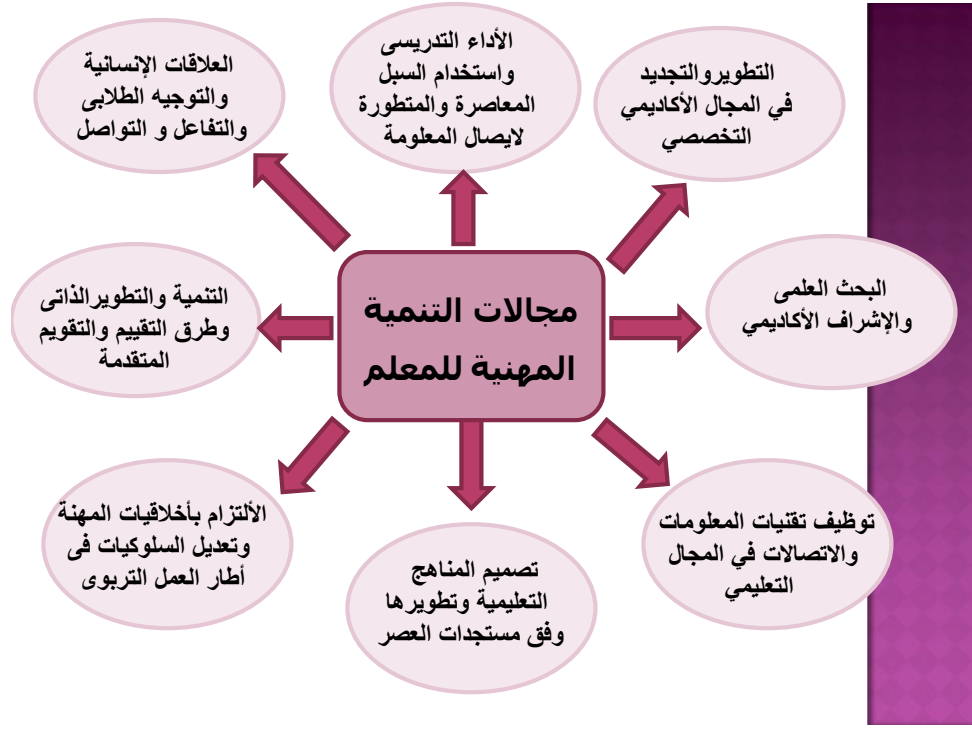 مجالات التنمية
المهنية للمعلم
الأداء التدريسى
واستخدام السبل
المعاصرة والمتطورة
لايصال المعلومة
التطويروالتجديد
في المجال الأكاديمي
التخصصي
البحث العلمى
والإشراف الأكاديمي
توظيف تقنيات المعلومات
والاتصالات في المجال
التعليمي
تصميم المناهج
التعليمية وتطويرها
وفق مستجدات العصر
الألتزام بأخلاقيات المهنة
وتعديل السلوكيات فى
أطار العمل التربوى
التنمية والتطويرالذاتى
وطرق التقييم والتقويم
المتقدمة
العلاقات الإنسانية
والتوجيه الطلابى
والتفاعل و التواصل